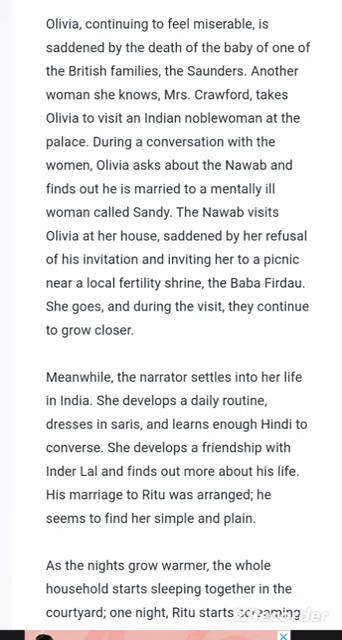 Olivia, continuing to feel miserable, is
saddened by the death of the baby of one of
the British families, the Saunders. Another
woman she knows, Mrs. Crawford, takes
Olivia to visit an Indian noblewoman at the
palace. During a conversation with the
women, Olivia asks about the Nawab and
finds out he is married to a mentally ill
woman called Sandy. The Nawab visits
Olivia at her house, saddened by her refusal
of his invitation and inviting her to a picnic
near a local fertility shrine, the Baba Firdau.
She goes, and during the visit, they continue
to grow closer.
Meanwhile, the narrator settles into her life
in India. She develops a daily routine,
dresses in saris, and learns enough Hindi to
converse. She develops a friendship with
Inder Lal and finds out more about his life.
His marriage to Ritu was arranged; he
seems to find her simple and plain.
As the nights grow warmer, the whole
household starts sleeping together in the
courtyard; one night, Ritu starts screaming